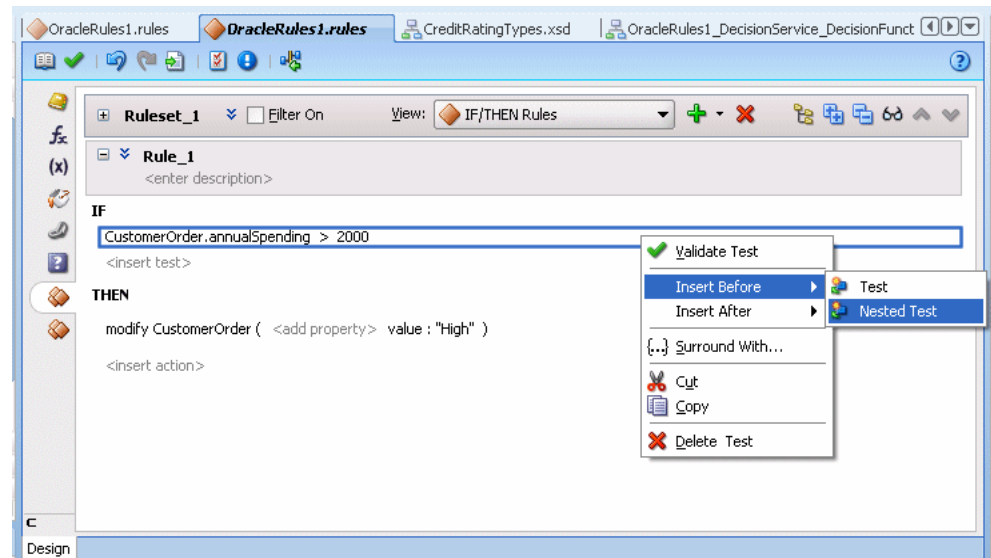 OracleRules1.rules OracleRules1.rules CreditRatingTypes.xsd OracleRules1_DecisionService_DecisionFunct
Ruleset_1 Filter On View: IF/THEN Rules
fx
(x)
Rule_1
<enter description>
IF
CustomerOrder.annualSpending > 2000
<insert test>
THEN
modify CustomerOrder ( <add property> value : "High" )
<insert action>
Validate Test
Insert Before
Test
Insert After
Nested Test
{...} Surround With...
Cut
Copy
Delete Test
Design